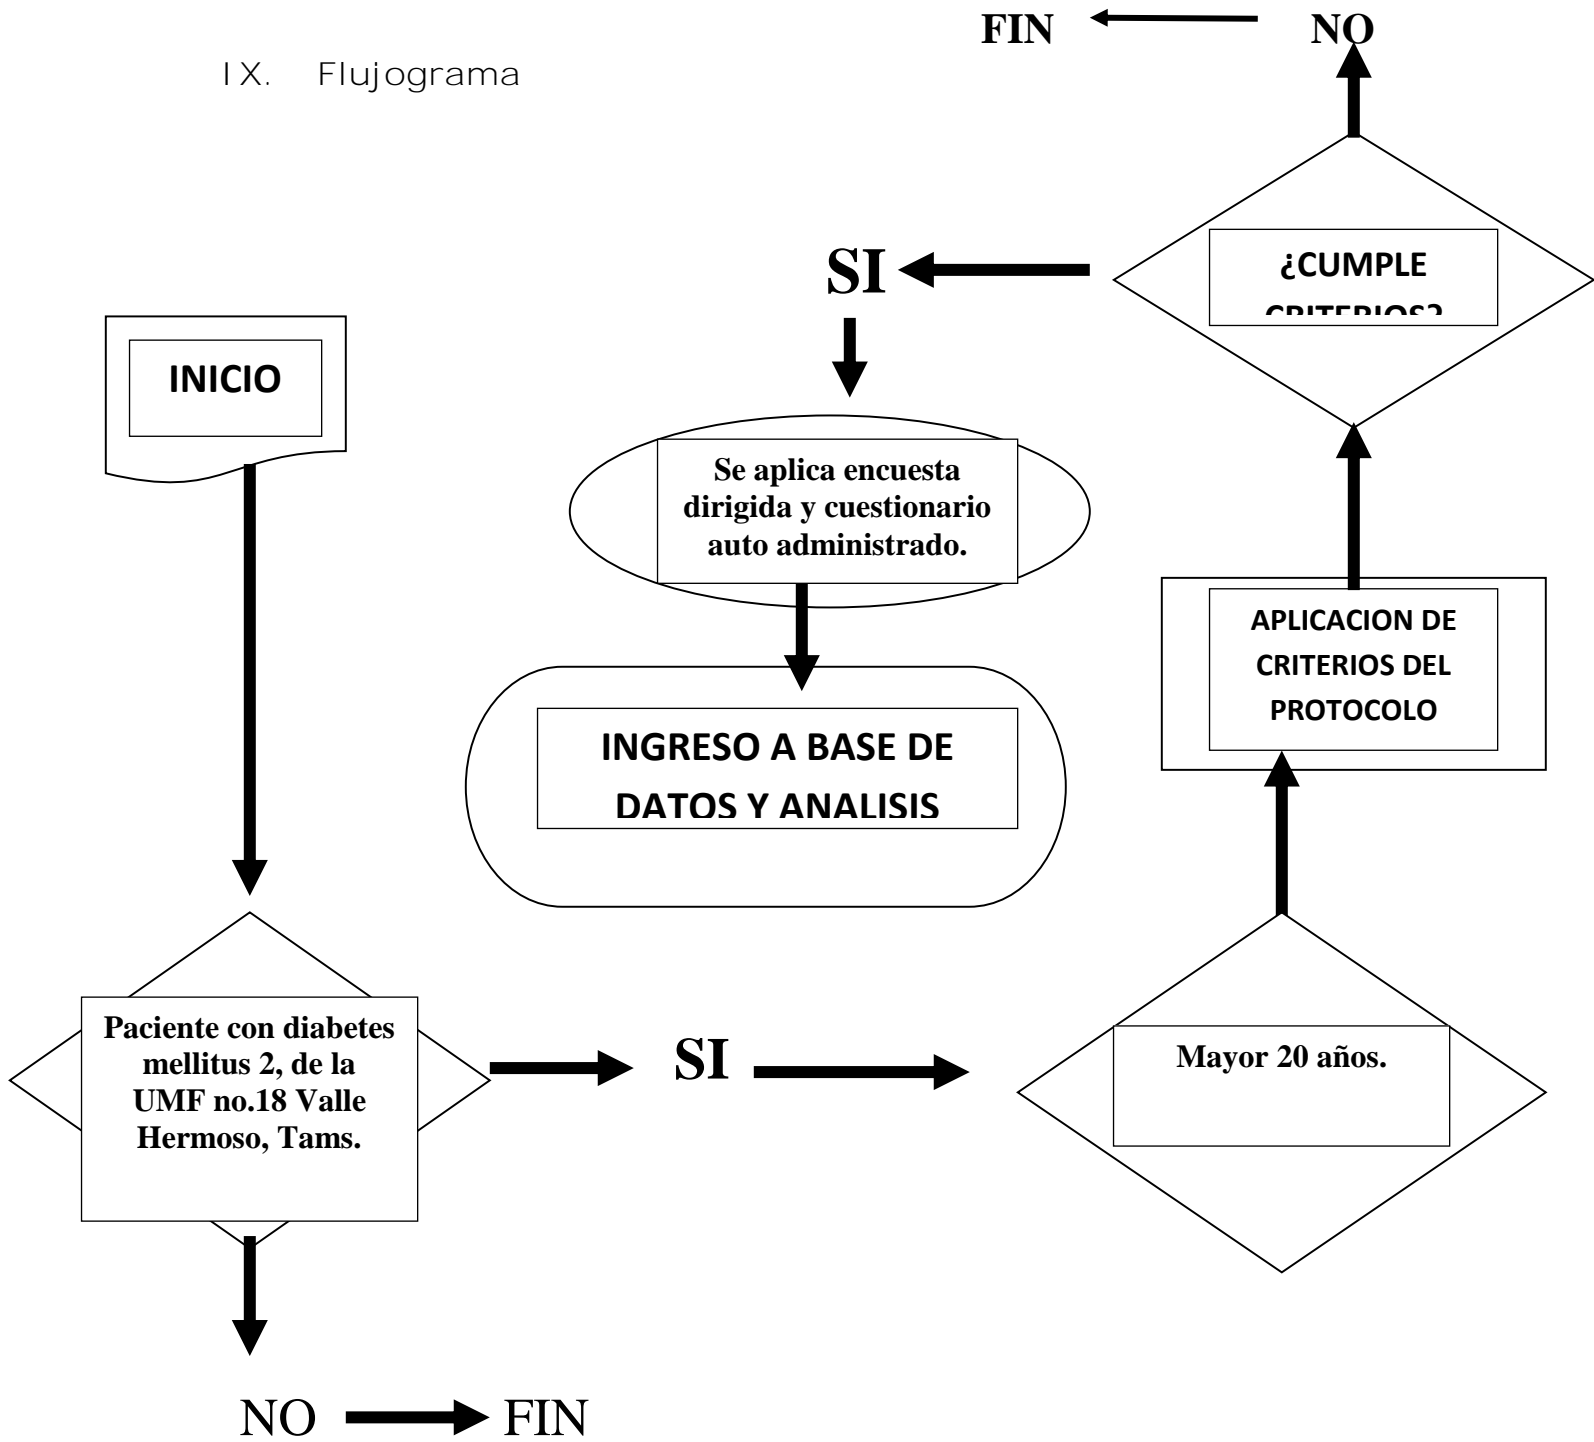 IX. Flujograma
FIN
NO
SI
¿CUMPLE
CRITERIOS?
INICIO
Se aplica encuesta
dirigida y cuestionario
auto administrado.
APLICACION DE
CRITERIOS DEL
PROTOCOLO
INGRESO A BASE DE
DATOS Y ANALISIS
Paciente con diabetes
mellitus 2, de la
UMF no.18 Valle
Hermoso, Tams.
SI
Mayor 20 años.
NO
FIN